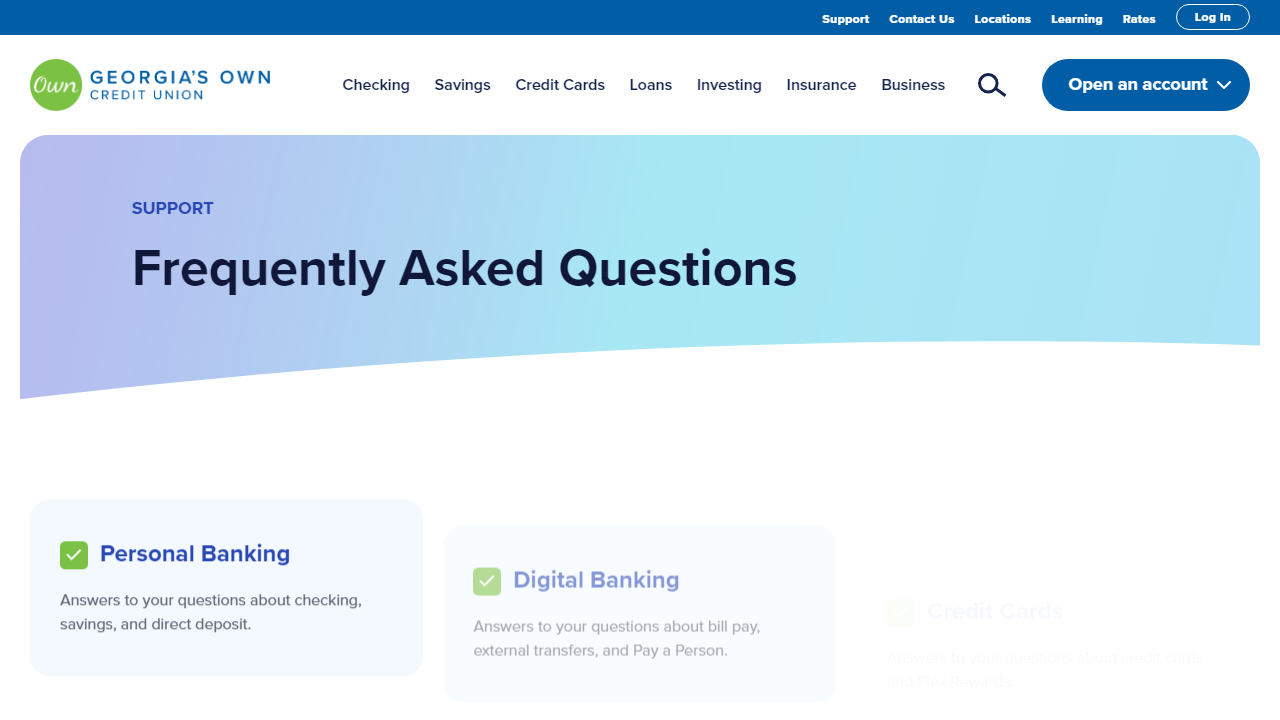 Support Contact Us Locations Learning Rates Log In
Own GEORGIA'S OWN
CREDIT UNION
Checking Savings Credit Cards Loans Investing Insurance Business Open an account
SUPPORT
Frequently Asked Questions
Personal Banking
Answers to your questions about checking,
savings, and direct deposit.
Digital Banking
Answers to your questions about bill pay,
external transfers, and Pay a Person.
Credit Cards
Answers to your questions about credit cards
and Flex Rewards.